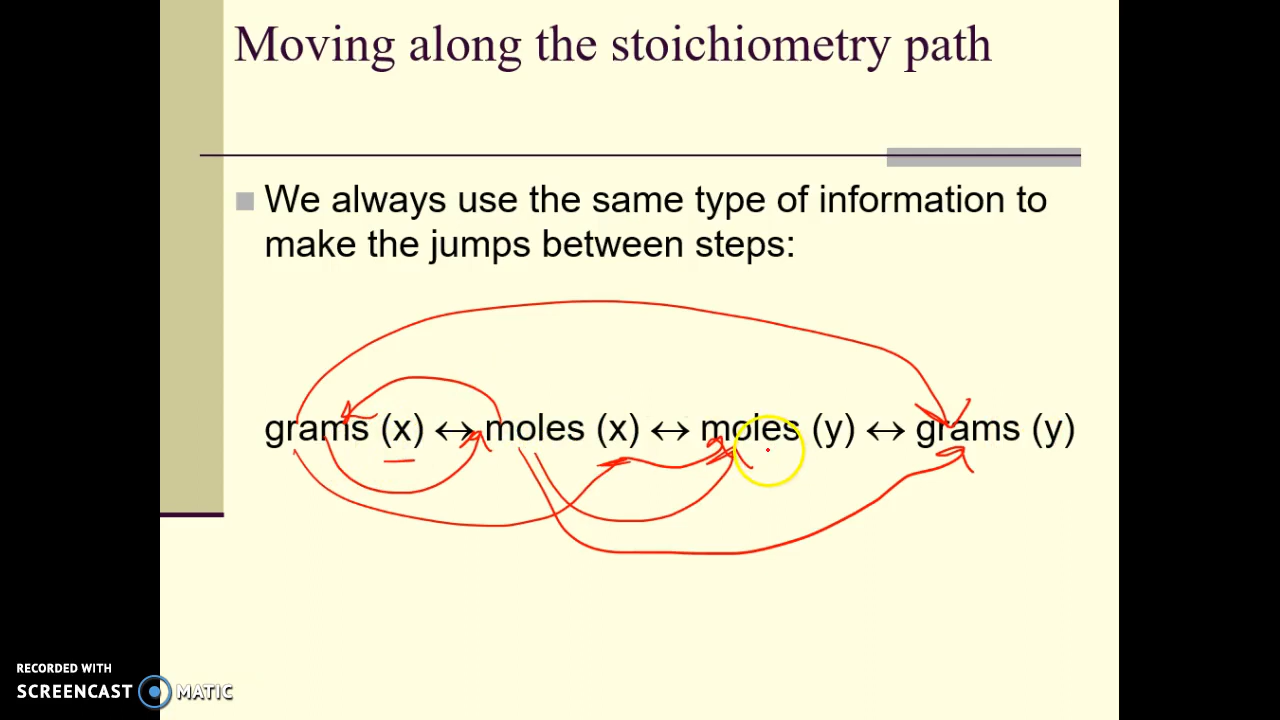 Moving along the stoichiometry path
We always use the same type of information to
make the jumps between steps:
grams (x) ↔ moles (x) ↔ moles (y) ↔ grams (y)
RECORDED WITH
SCREENCAST MATIC